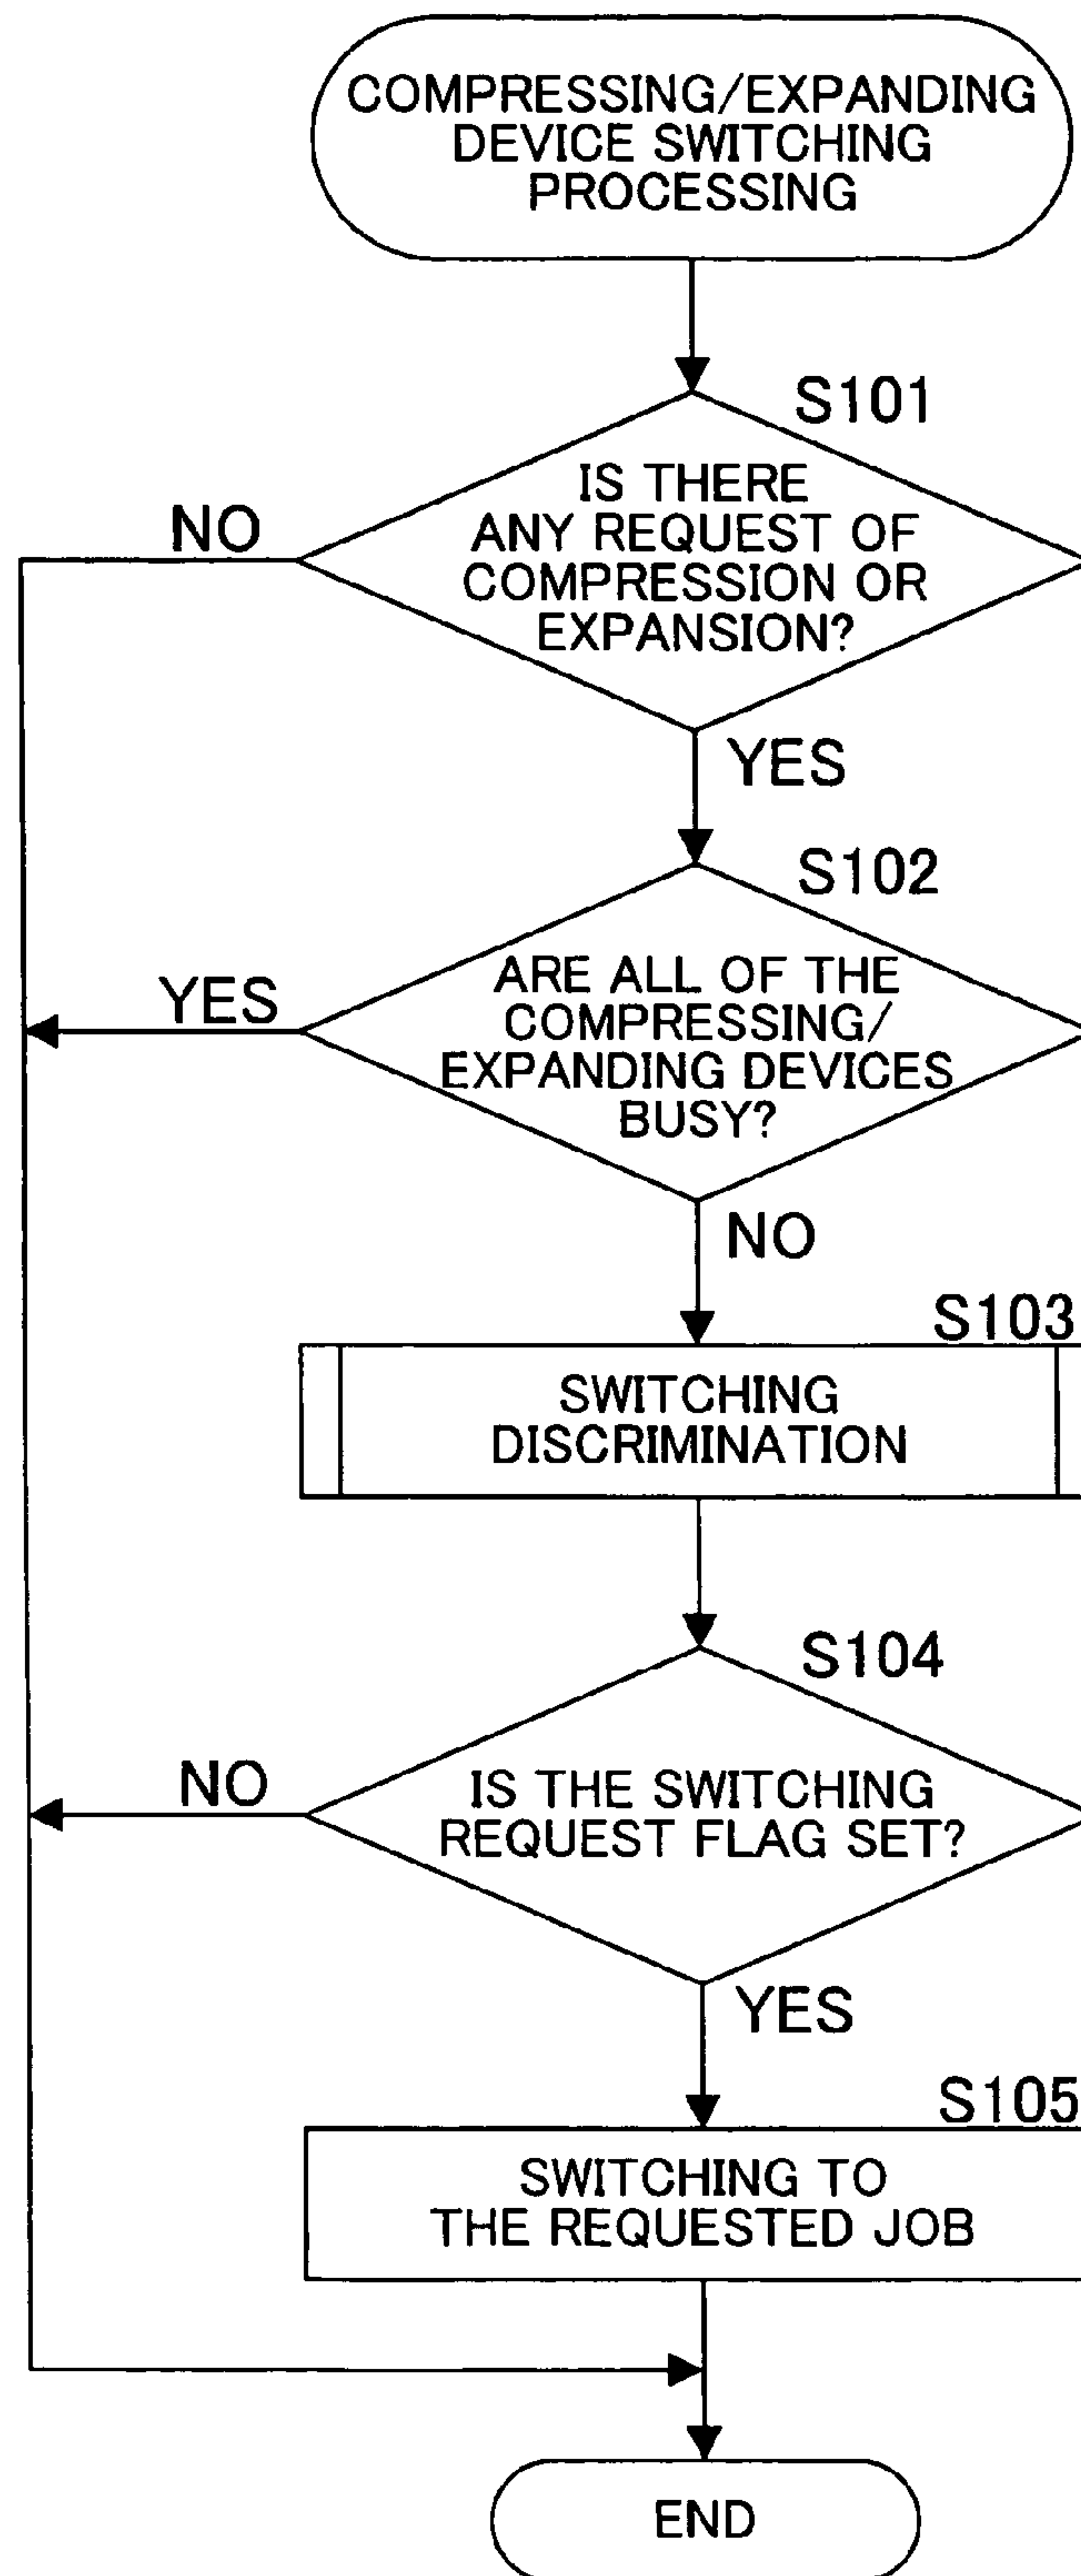 COMPRESSING/EXPANDING
DEVICE SWITCHING
PROCESSING
S101
IS THERE
ANY REQUEST OF
COMPRESSION OR
EXPANSION?
NO
YES
S102
ARE ALL OF THE
COMPRESSING/
EXPANDING DEVICES
BUSY?
YES
NO
S103
SWITCHING
DISCRIMINATION
S104
IS THE SWITCHING
REQUEST FLAG SET?
NO
YES
S105
SWITCHING TO
THE REQUESTED JOB
END